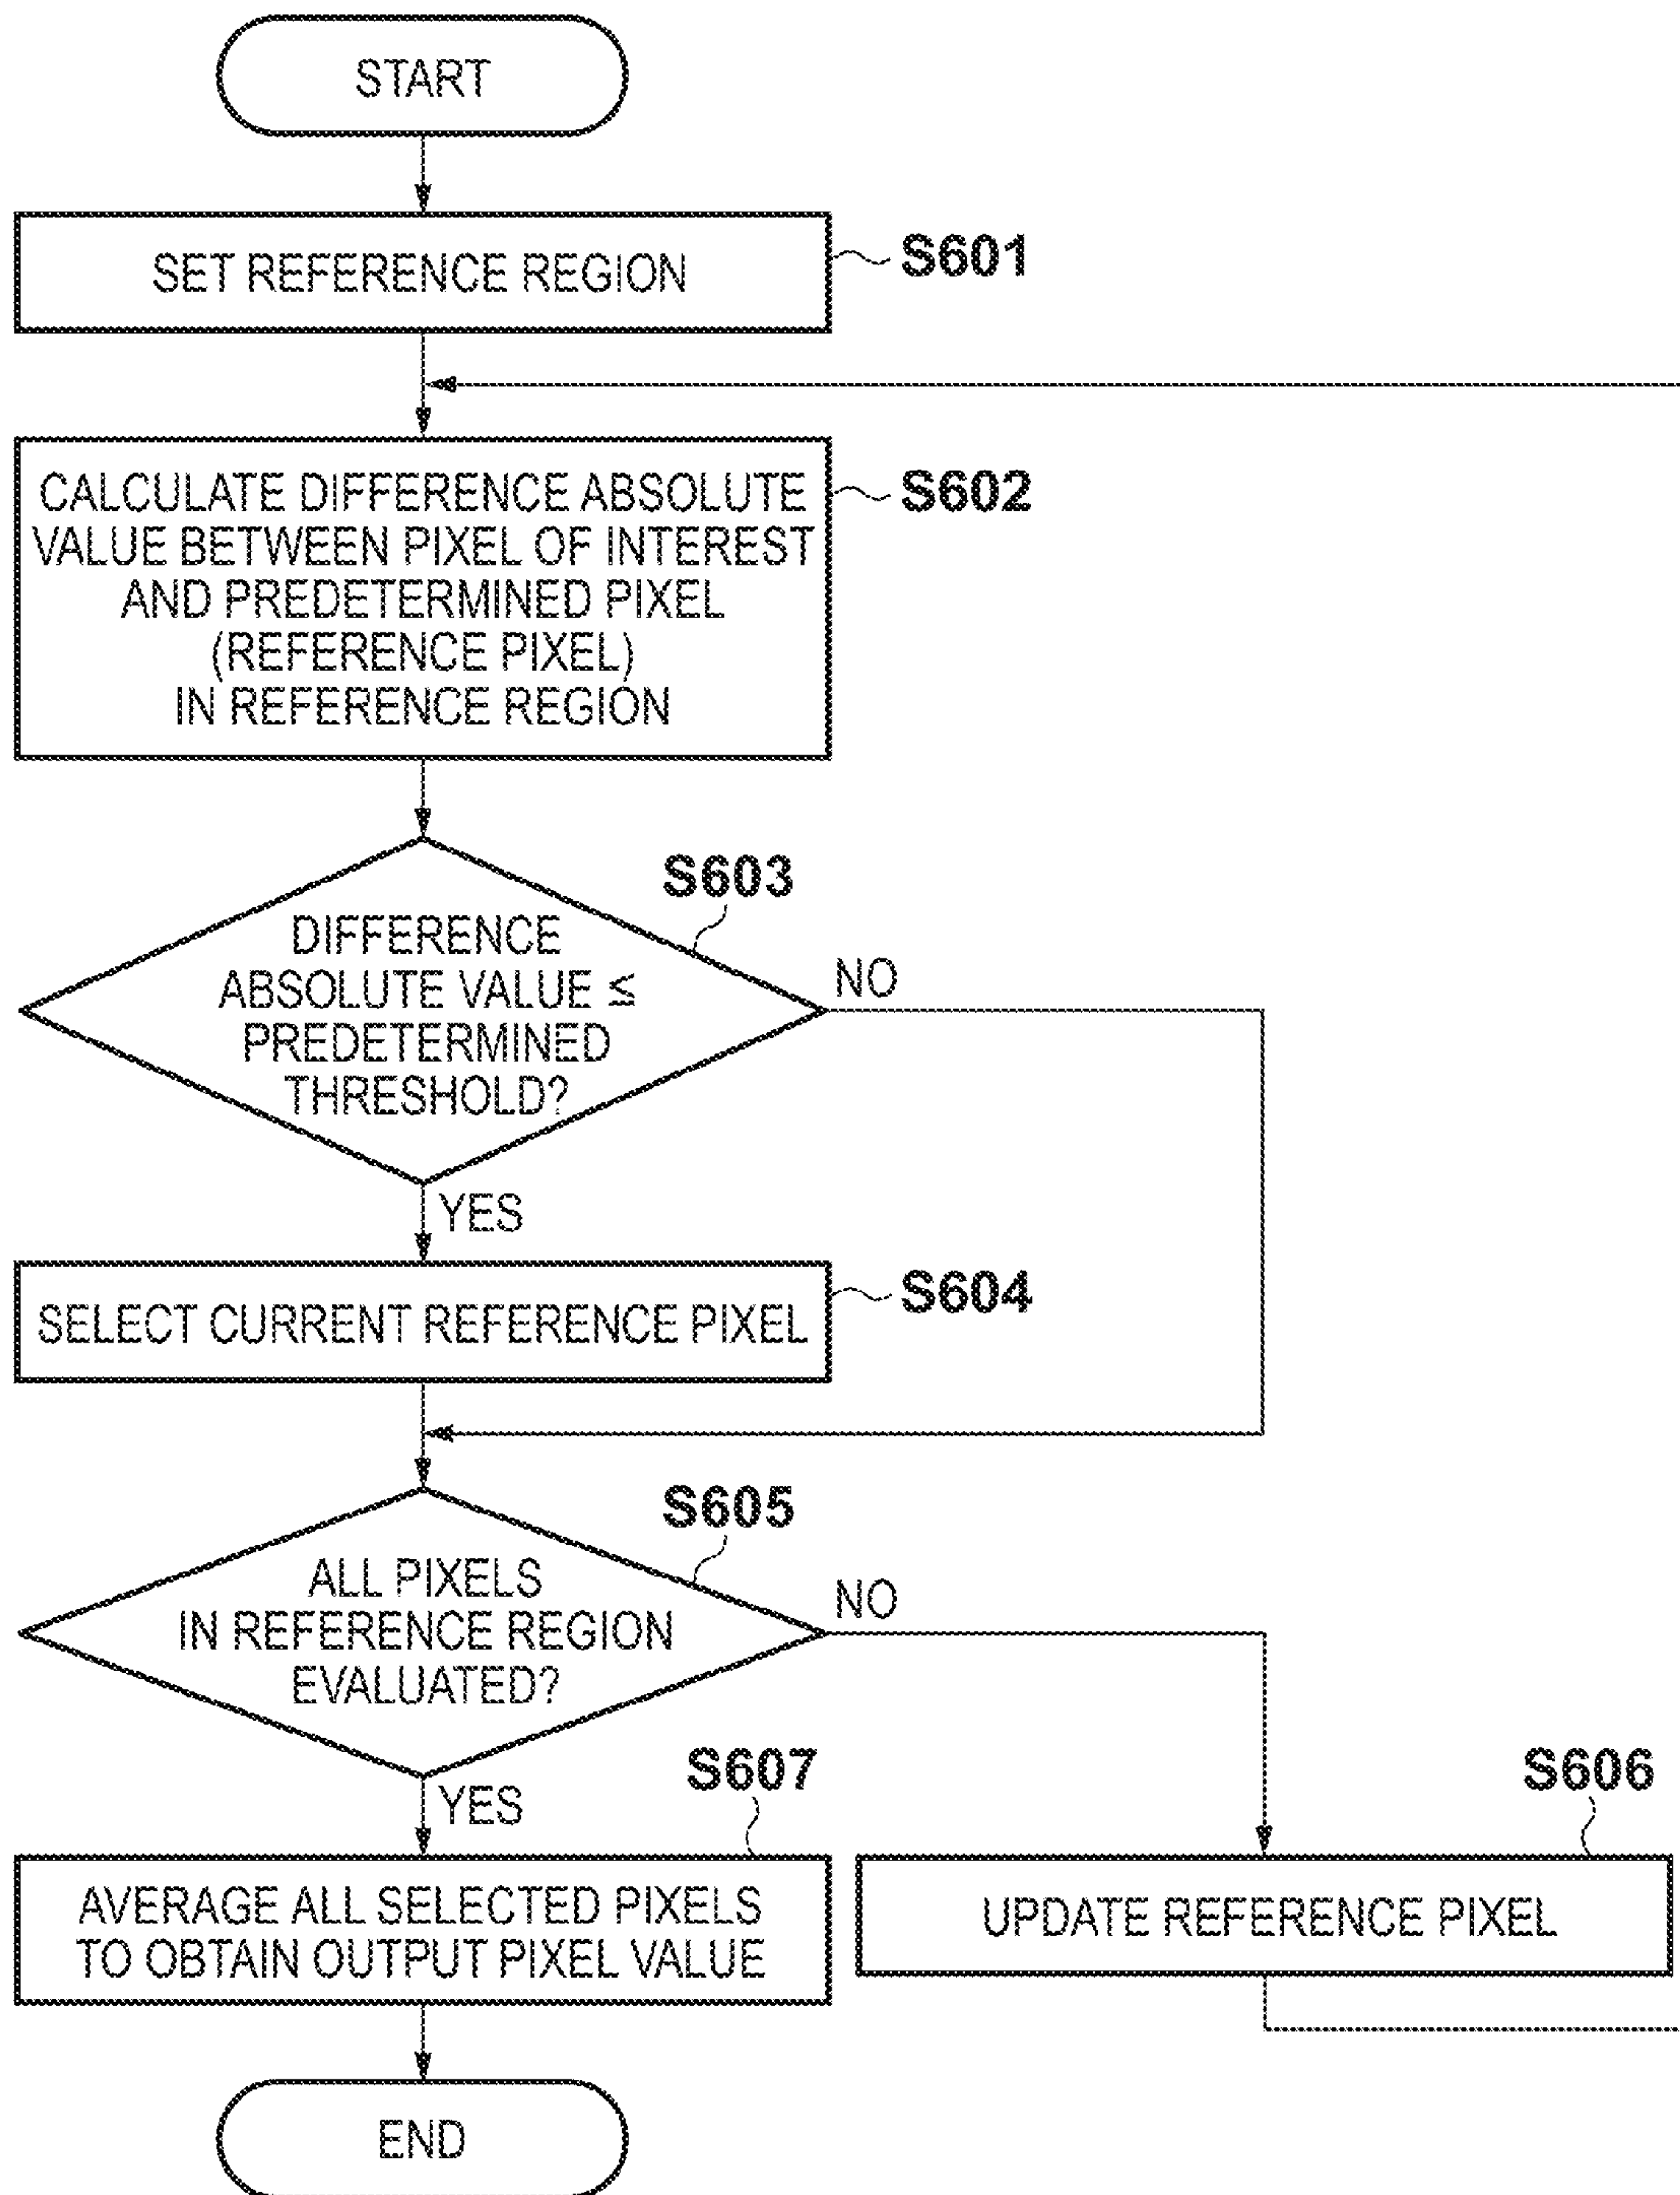 START
SET REFERENCE REGION
S601
CALCULATE DIFFERENCE ABSOLUTE
VALUE BETWEEN PIXEL OF INTEREST
AND PREDETERMINED PIXEL
(REFERENCE PIXEL)
IN REFERENCE REGION
S602
S603
DIFFERENCE
ABSOLUTE VALUE ≤
PREDETERMINED
THRESHOLD?
NO
YES
SELECT CURRENT REFERENCE PIXEL
S604
S605
ALL PIXELS
IN REFERENCE REGION
EVALUATED?
NO
YES
S607
AVERAGE ALL SELECTED PIXELS
TO OBTAIN OUTPUT PIXEL VALUE
S606
UPDATE REFERENCE PIXEL
END